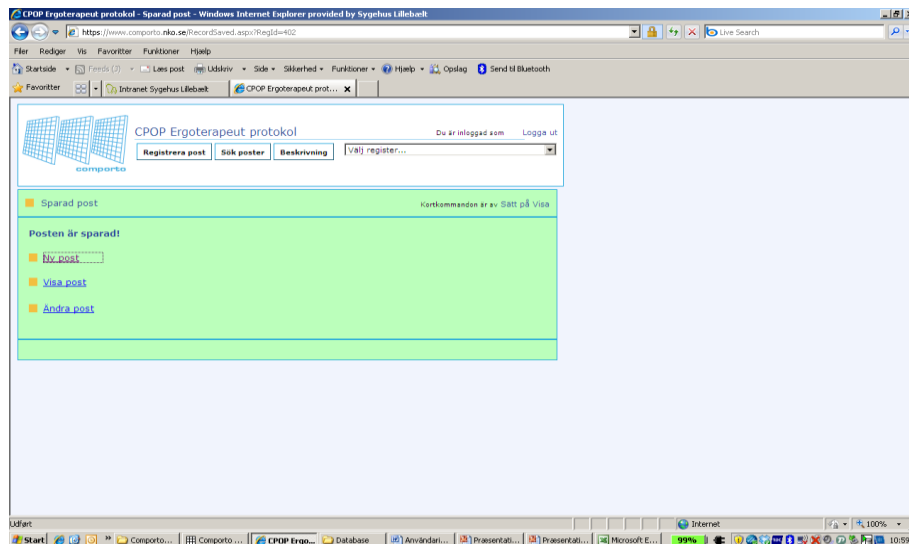 CPOP Ergoterapeut protokol - Sparad post - Windows Internet Explorer provided by Sygehus Lillebælt
https://www.comporto.nko.se/RecordSaved.aspx?RegId=402
Live Search
Filer Rediger Vis Favoritter Funktioner Hjælp
Startside Feeds (J) Læs post Udskriv Side Sikkerhed Funktioner Hjælp Opslag Send til Bluetooth
Favoritter Intranet Sygehus Lillebælt CPOP Ergoterapeut prot...
CPOP Ergoterapeut protokol
Du är inloggad som Logga ut
Registrera post Sök poster Beskrivning Välj register...
comporto
Sparad post Kortkommandon är av Sätt på Visa
Posten är sparad!
Ny post
Visa post
Ändra post
Udført Internet 100%
Start Comporto... Comporto ... CPOP Ergo... Database Användari... Præsentati... Præsentati... Microsoft E... 99% 10:59